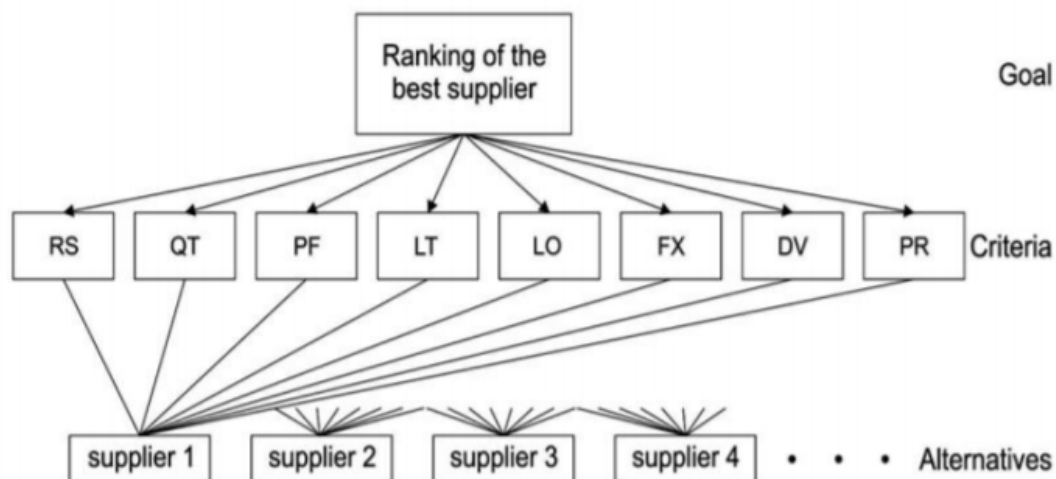 Ranking of the
best supplier
Goal
RS QT PF LT LO FX DV PR Criteria
supplier 1 supplier 2 supplier 3 supplier 4 • • • Alternatives